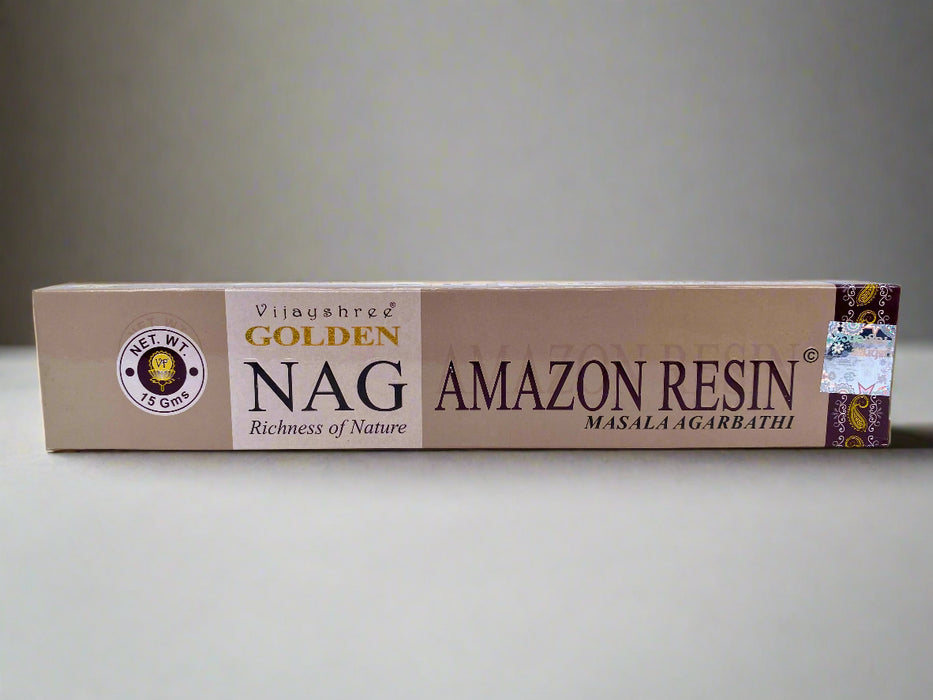 NET. WT.
VF
15 Gms
Vijayshree®
GOLDEN
NAG
Richness of Nature
AMAZON RESIN©
MASALA AGARBATHI